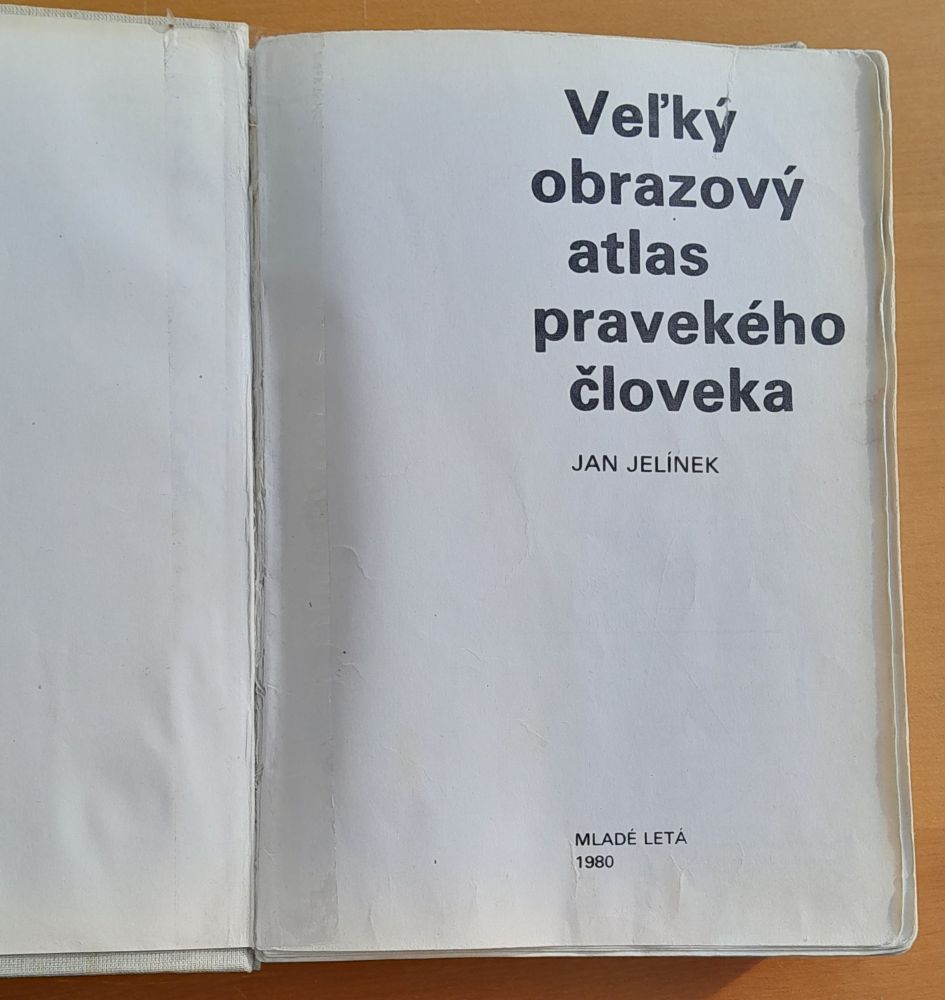 Veľký
obrazový
atlas
pravekého
človeka
JAN JELÍNEK
MLADÉ LETÁ
1980